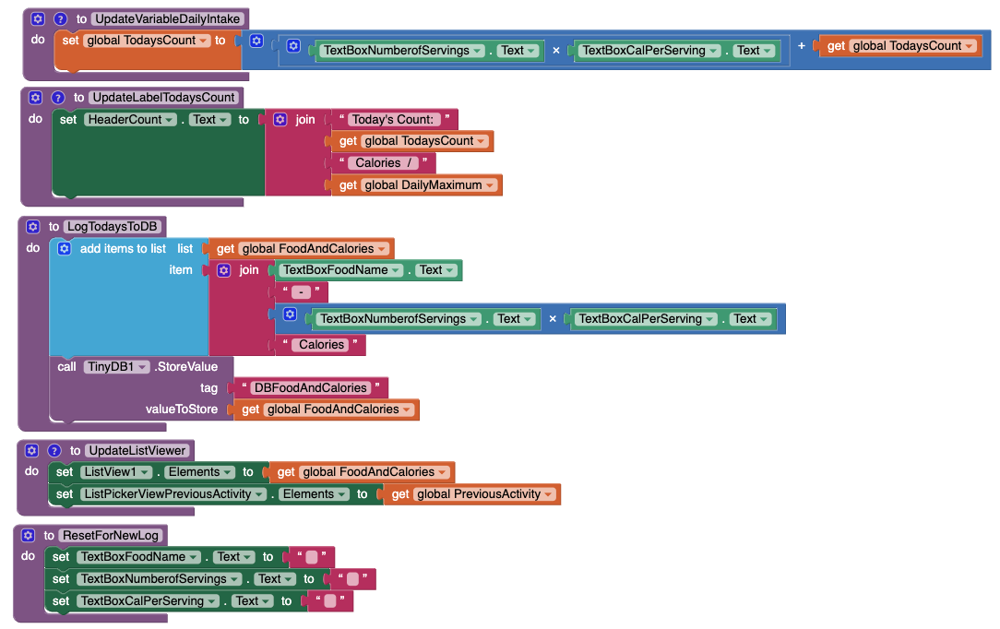 ? to UpdateVariableDailyIntake
do set global TodaysCount to TextBoxNumberofServings . Text × TextBoxCalPerServing . Text + get global TodaysCount
? to UpdateLabelTodaysCount
do set HeaderCount . Text to join “ Today's Count: ”
get global TodaysCount
“ Calories / ”
get global DailyMaximum
to LogTodaysToDB
do add items to list list get global FoodAndCalories
item join TextBoxFoodName . Text
“ - ”
TextBoxNumberofServings . Text × TextBoxCalPerServing . Text
“ Calories ”
call TinyDB1 .StoreValue
tag “ DBFoodAndCalories ”
valueToStore get global FoodAndCalories
? to UpdateListViewer
do set ListView1 . Elements to get global FoodAndCalories
set ListPickerViewPreviousActivity . Elements to get global PreviousActivity
to ResetForNewLog
do set TextBoxFoodName . Text to “ ”
set TextBoxNumberofServings . Text to “ ”
set TextBoxCalPerServing . Text to “ ”